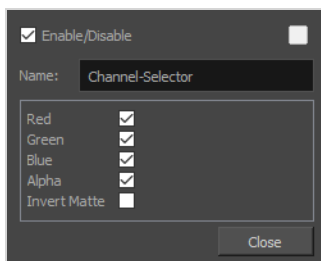 Enable/Disable
Name: Channel-Selector
Red
Green
Blue
Alpha
Invert Matte
Close